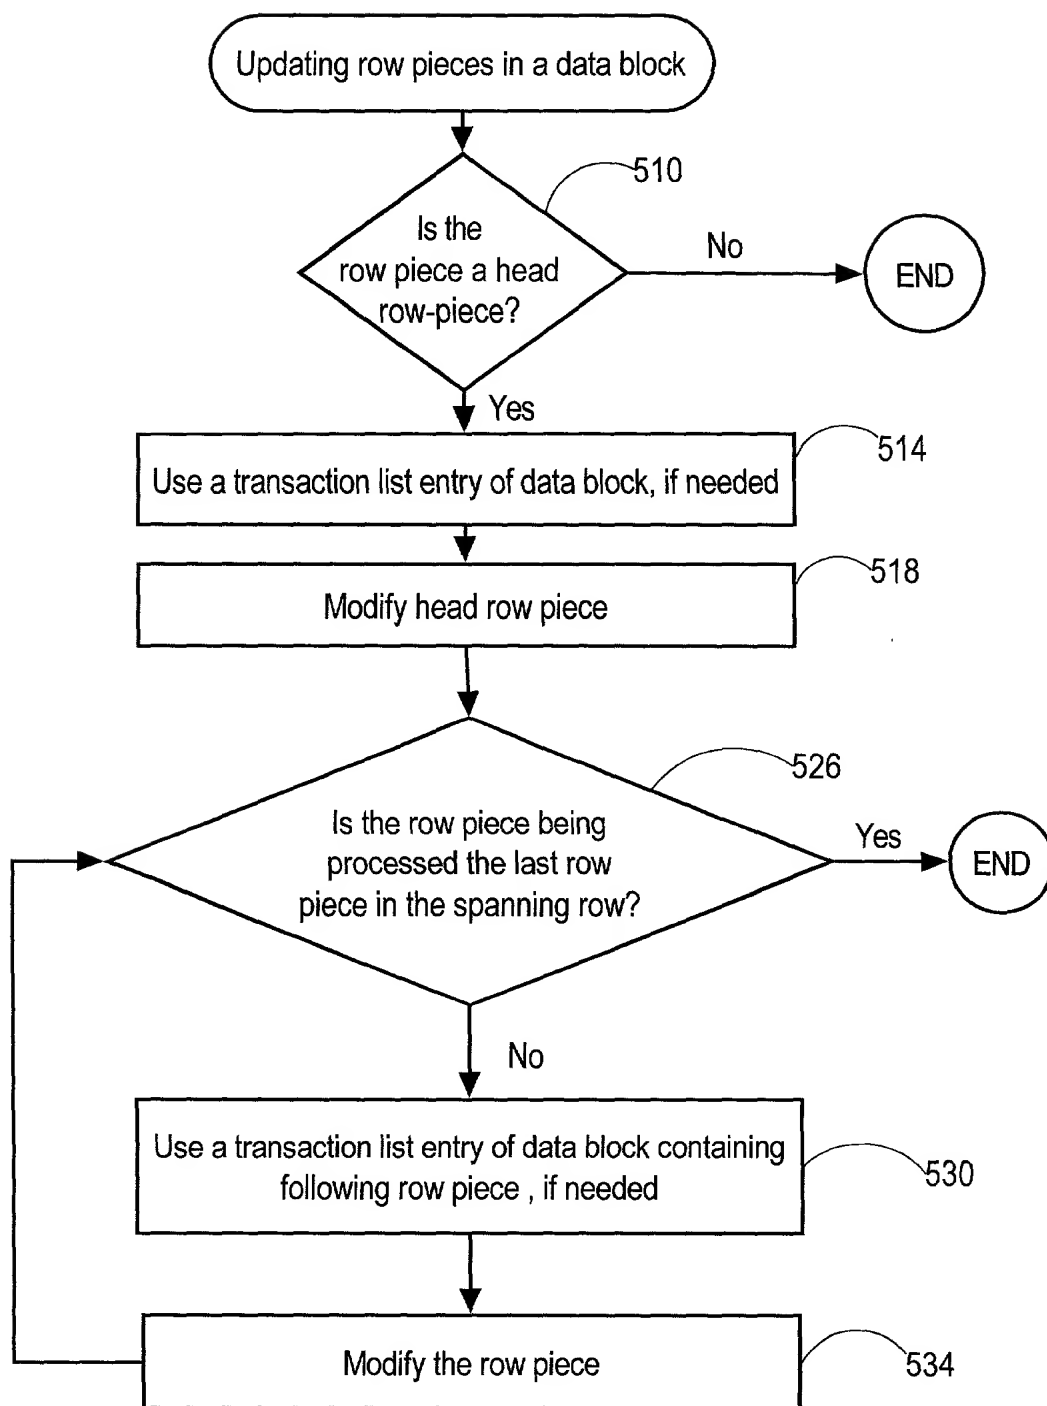 Updating row pieces in a data block
510
Is the
row piece a head
row-piece?
No
END
Yes
514
Use a transaction list entry of data block, if needed
518
Modify head row piece
526
Is the row piece being
processed the last row
piece in the spanning row?
Yes
END
No
Use a transaction list entry of data block containing
following row piece , if needed
530
Modify the row piece
534